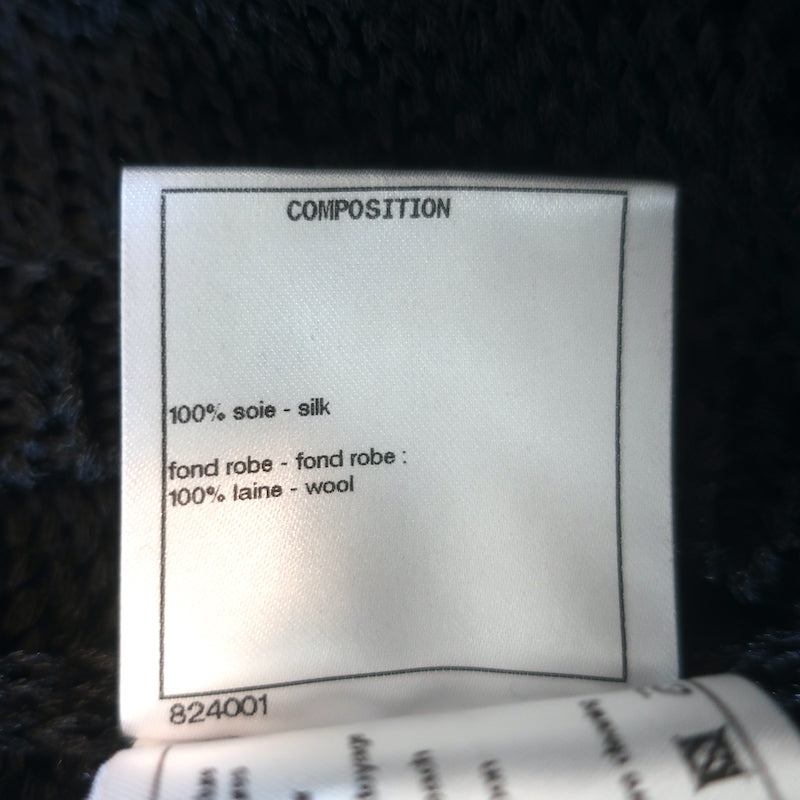 COMPOSITION
100% soie - silk
fond robe - fond robe :
100% laine - wool
824001